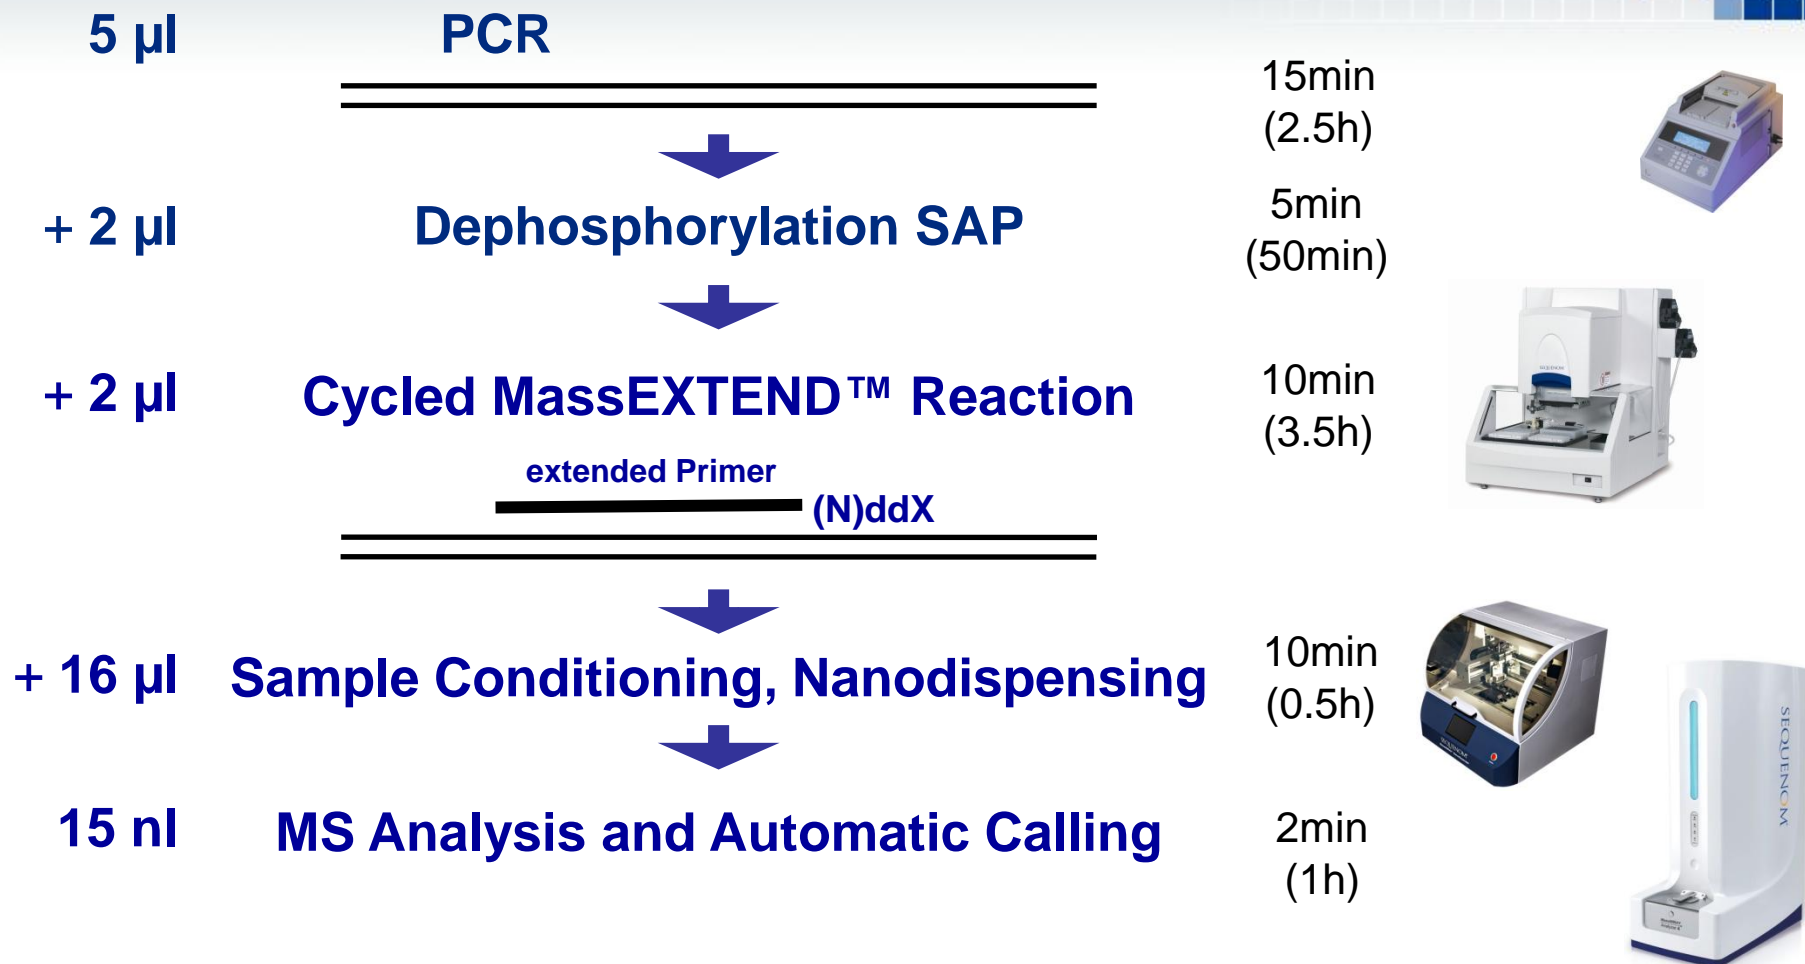 5 µl PCR
15min
(2.5h)
+ 2 µl Dephosphorylation SAP
5min
(50min)
+ 2 µl Cycled MassEXTEND™ Reaction
10min
(3.5h)
SEQUENOM
extended Primer
(N)ddX
+ 16 µl Sample Conditioning, Nanodispensing
10min
(0.5h)
SEQUENOM
SEQUENOM
15 nl MS Analysis and Automatic Calling
2min
(1h)